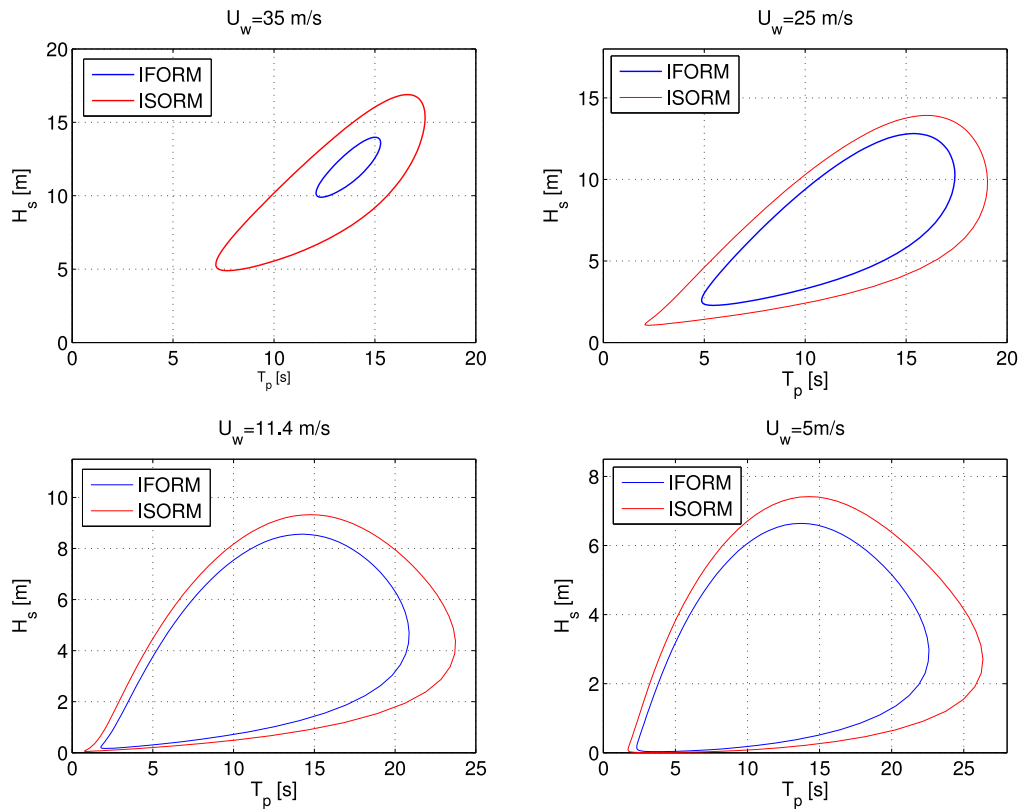 U_w=35 m/s
IFORM
ISORM
H_s [m]
20
15
10
5
0
0 5 10 15 20
T_p [s]
U_w=25 m/s
IFORM
ISORM
H_s [m]
15
10
5
0
0 5 10 15 20
T_p [s]
U_w=11.4 m/s
IFORM
ISORM
H_s [m]
10
8
6
4
2
0
0 5 10 15 20 25
T_p [s]
U_w=5m/s
IFORM
ISORM
H_s [m]
8
6
4
2
0
0 5 10 15 20 25
T_p [s]